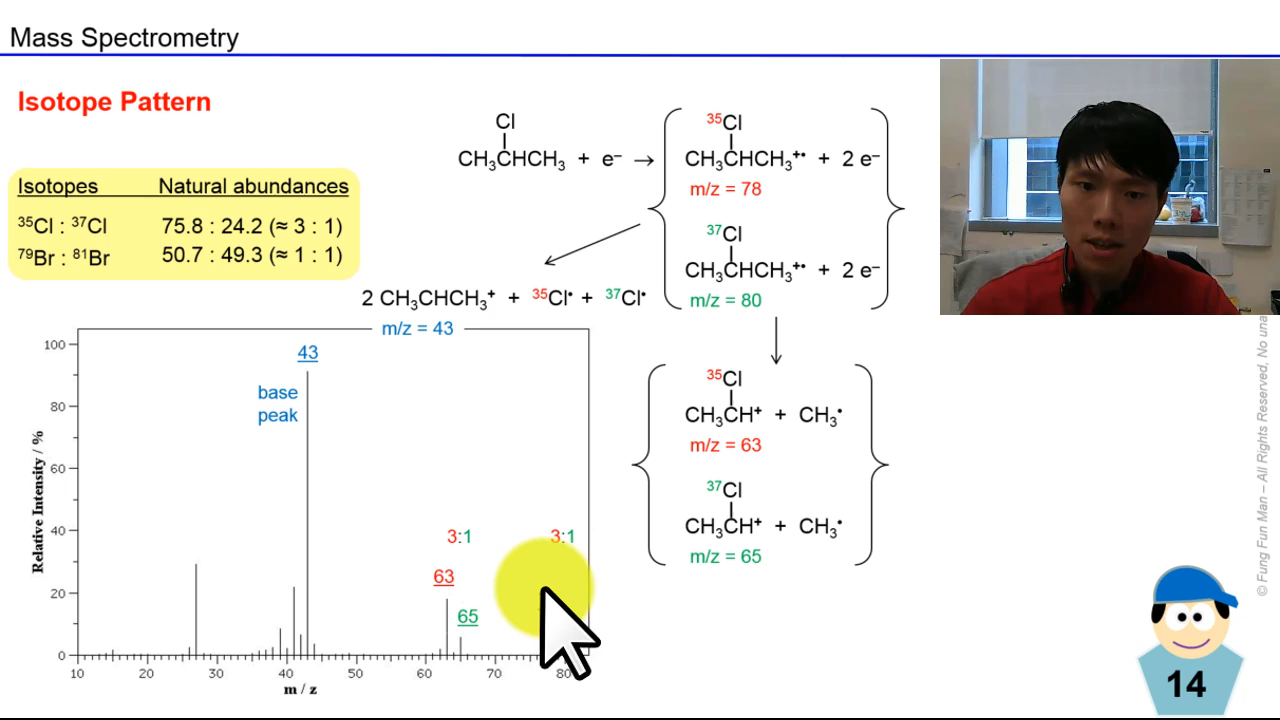 Mass Spectrometry
Isotope Pattern
Isotopes Natural abundances
³⁵Cl : ³⁷Cl 75.8 : 24.2 (≈ 3 : 1)
⁷⁹Br : ⁸¹Br 50.7 : 49.3 (≈ 1 : 1)
Cl
CH₃CHCH₃ + e⁻ →
³⁵Cl
CH₃CHCH₃⁺• + 2 e⁻
m/z = 78
³⁷Cl
CH₃CHCH₃⁺• + 2 e⁻
m/z = 80
2 CH₃CHCH₃⁺ + ³⁵Cl• + ³⁷Cl•
m/z = 43
³⁵Cl
CH₃CH⁺ + CH₃•
m/z = 63
³⁷Cl
CH₃CH⁺ + CH₃•
m/z = 65
Relative Intensity / %
100
80
60
40
20
0
43
base
peak
3:1
3:1
63
65
10 20 30 40 50 60 70 80
m / z
© Fung Fun Man – All Rights Reserved, No
14